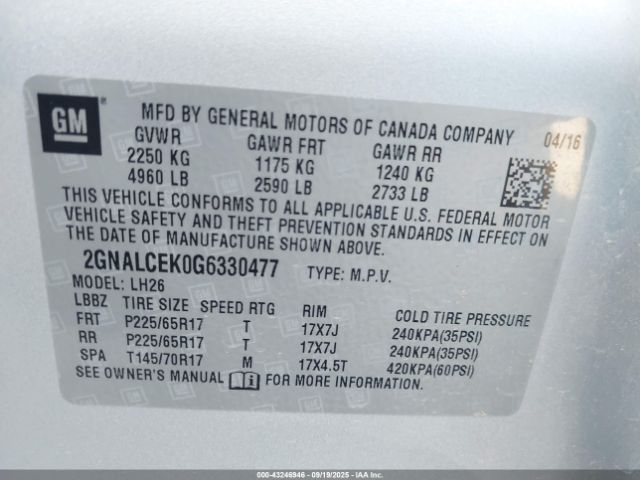 GM ®
MFD BY GENERAL MOTORS OF CANADA COMPANY 04/16
GVWR GAWR FRT GAWR RR
2250 KG 1175 KG 1240 KG
4960 LB 2590 LB 2733 LB
THIS VEHICLE CONFORMS TO ALL APPLICABLE U.S. FEDERAL MOTOR
VEHICLE SAFETY AND THEFT PREVENTION STANDARDS IN EFFECT ON
THE DATE OF MANUFACTURE SHOWN ABOVE.
2GNALCEK0G6330477 TYPE: M.P.V.
MODEL: LH26
LBBZ TIRE SIZE SPEED RTG RIM COLD TIRE PRESSURE
FRT P225/65R17 T 17X7J 240KPA(35PSI)
RR P225/65R17 T 17X7J 240KPA(35PSI)
SPA T145/70R17 M 17X4.5T 420KPA(60PSI)
SEE OWNER'S MANUAL FOR MORE INFORMATION.
000-43246946 - 09/19/2025 - IAAI.COM